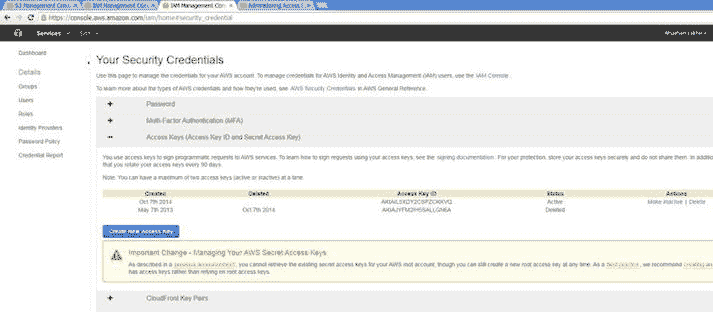 S3 Management Con
IAM Management Con
IAM Management Con
Administering Access
https://console.aws.amazon.com/iam/home#security_credential
Services
Dashboard
Your Security Credentials
Details
Groups
Users
Roles
Identity Providers
Password Policy
Credential Report
Use this page to manage the credentials for your AWS account. To manage credentials for AWS Identity and Access Management (IAM) users, use the IAM Console.
To learn more about the types of AWS credentials and how they're used, see AWS Security Credentials in AWS General Reference.
+ Password
+ Multi-Factor Authentication (MFA)
Access Keys (Access Key ID and Secret Access Key)
You use access keys to sign programmatic requests to AWS services. To learn how to sign requests using your access keys, see the signing documentation. For your protection, store your access keys securely and do not share them. In addition
that you rotate your access keys every 90 days.
Note: You can have a maximum of two access keys (active or inactive) at a time.
Created Deleted Access Key ID Status Actions
Oct 7th 2014 Active Make Inactive | Delete
May 7th 2013 Oct 7th 2014 Deleted
Create New Access Key
Important Change - Managing Your AWS Secret Access Keys
As described in a previous announcement, you cannot retrieve the existing secret access keys for your AWS root account, though you can still create a new root access key at any time. As a best practice, we recommend creating an
has access keys rather than relying on root access keys.
+ CloudFront Key Pairs